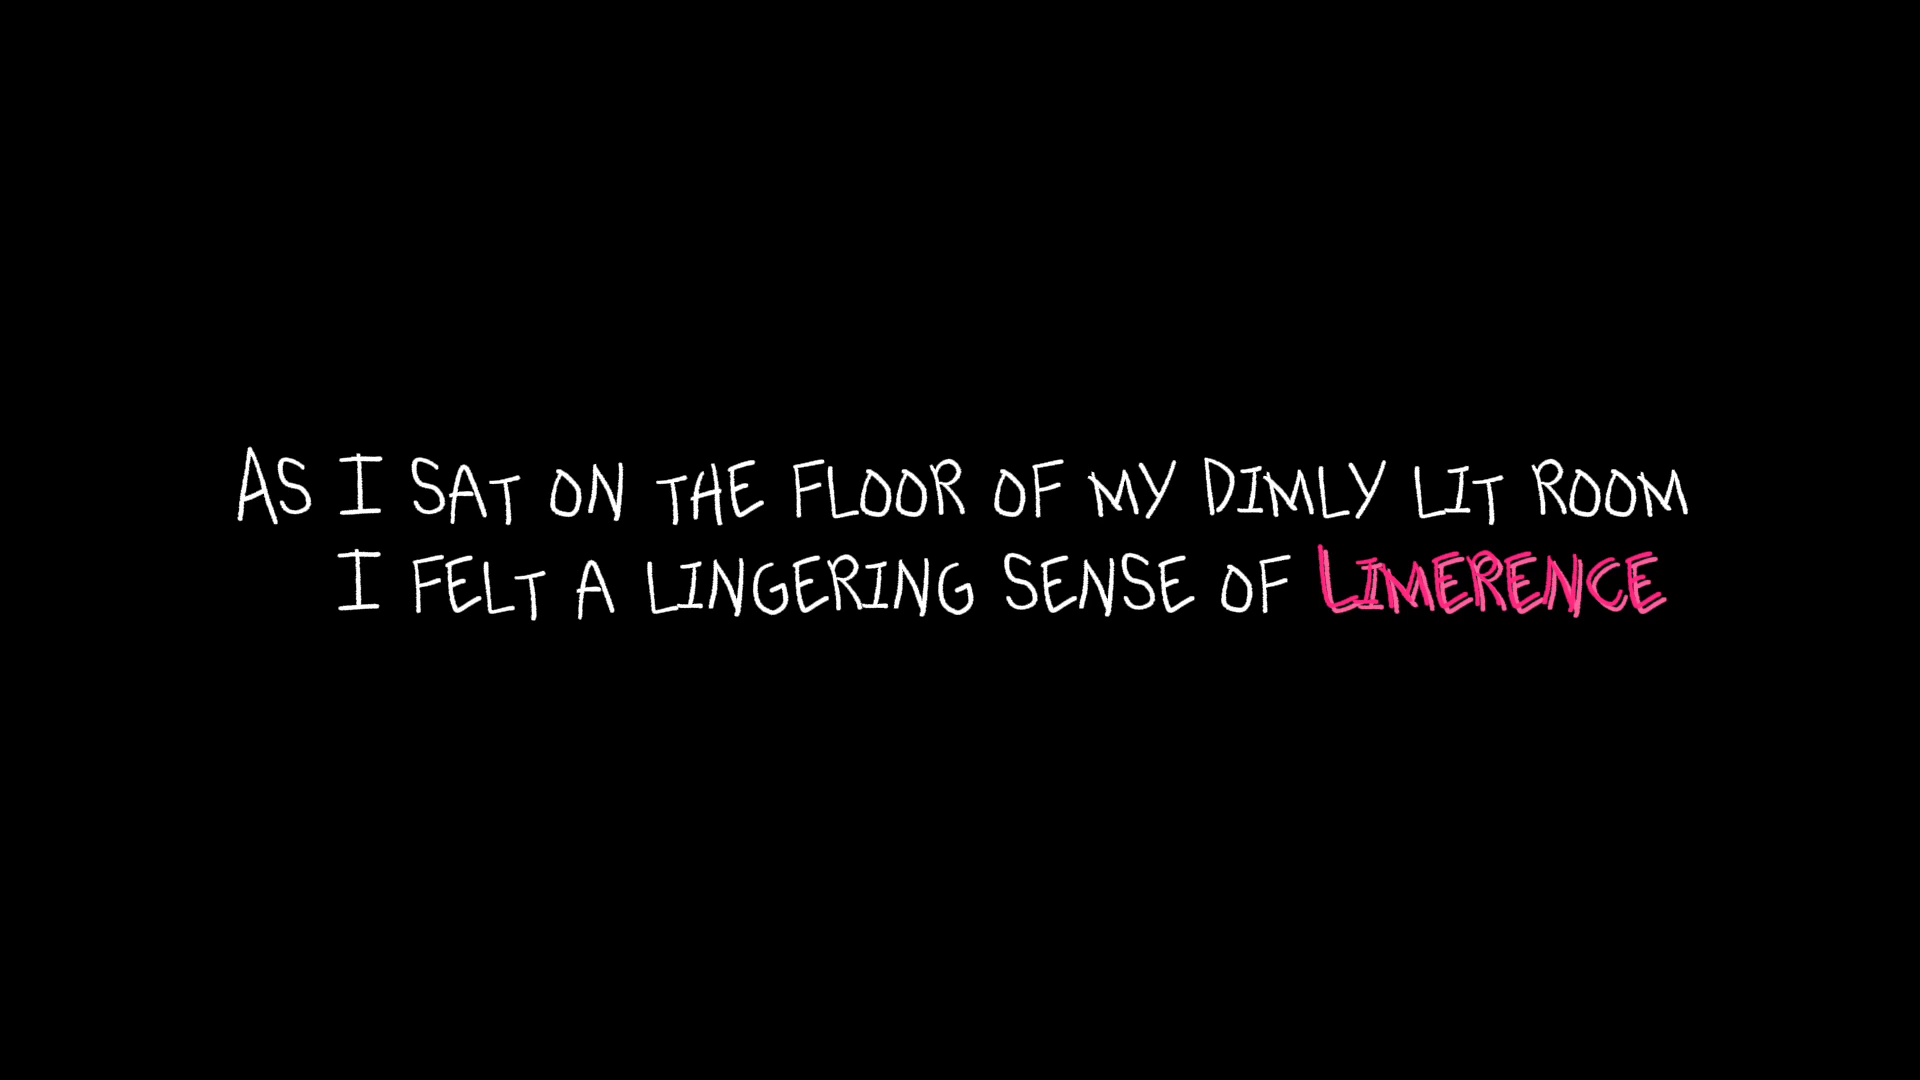 AS I SAT ON THE FLOOR OF MY DIMLY LIT ROOM
I FELT A LINGERING SENSE OF LIMERENCE